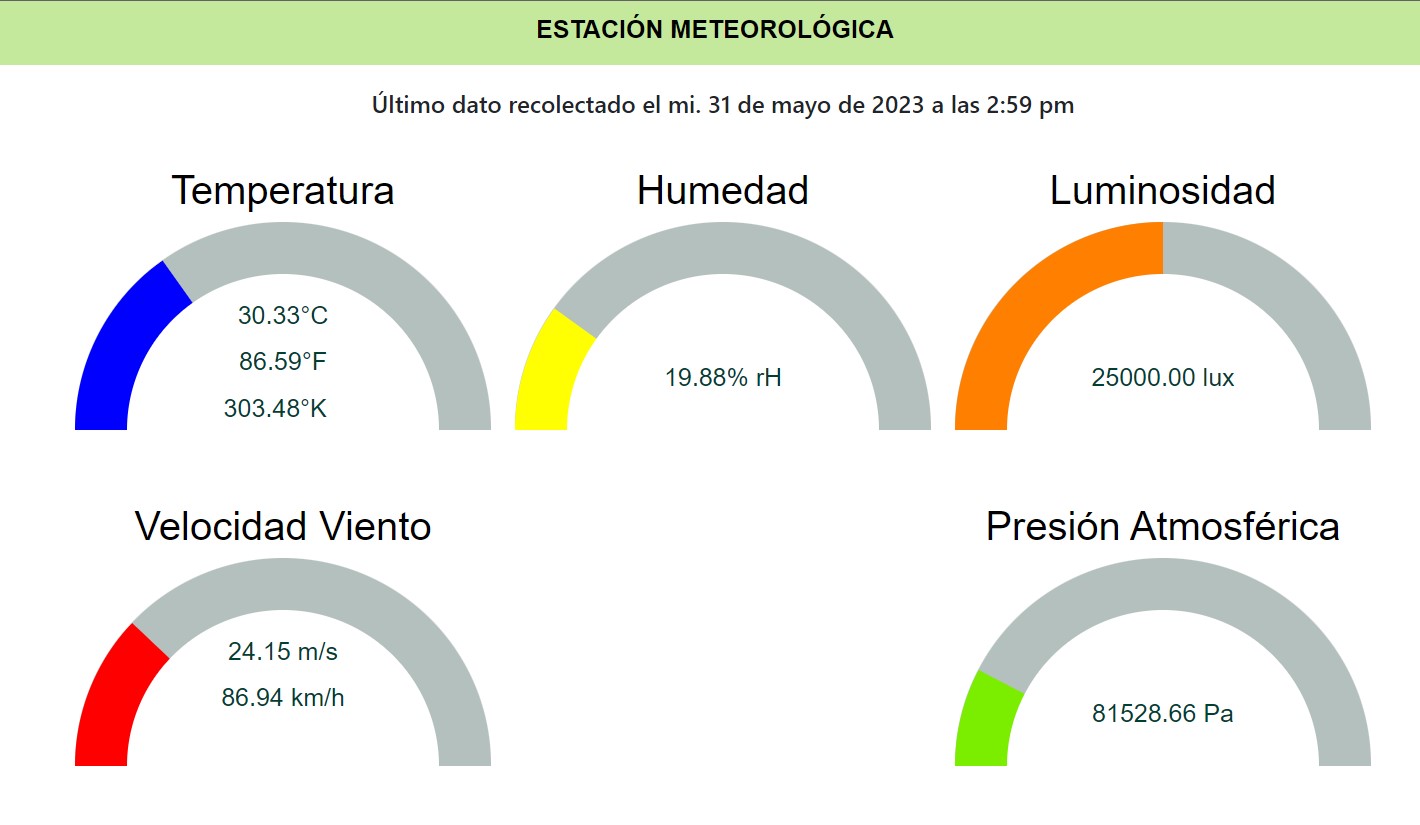 ESTACIÓN METEOROLÓGICA
Último dato recolectado el mi. 31 de mayo de 2023 a las 2:59 pm
Temperatura
30.33°C
86.59°F
303.48°K
Humedad
19.88% rH
Luminosidad
25000.00 lux
Velocidad Viento
24.15 m/s
86.94 km/h
Presión Atmosférica
81528.66 Pa